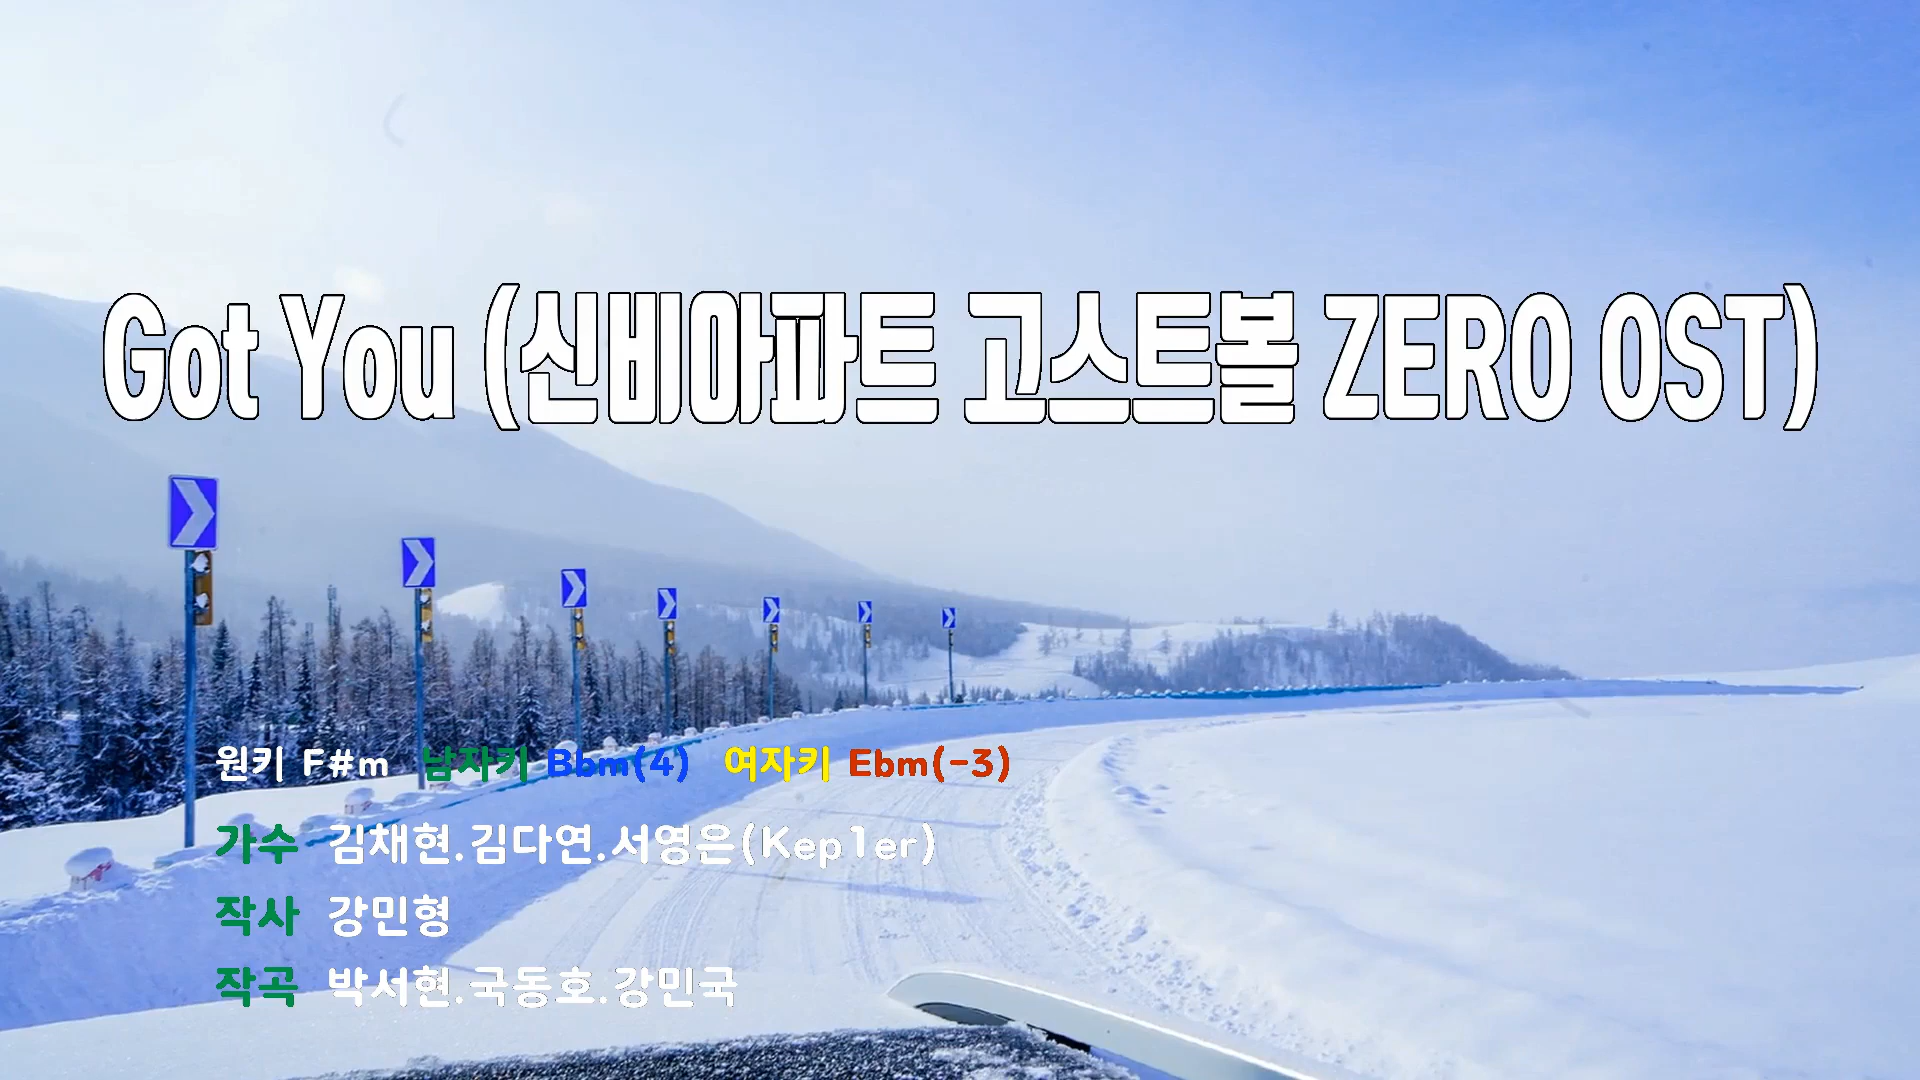 Got You (신비아파트 고스트볼 ZERO OST)
원키 F#m 남자키 Bbm(4) 여자키 Ebm(-3)
가수 김채현.김다연.서영은(Kep1er)
작사 강민형
작곡 박서현.국동호.강민국